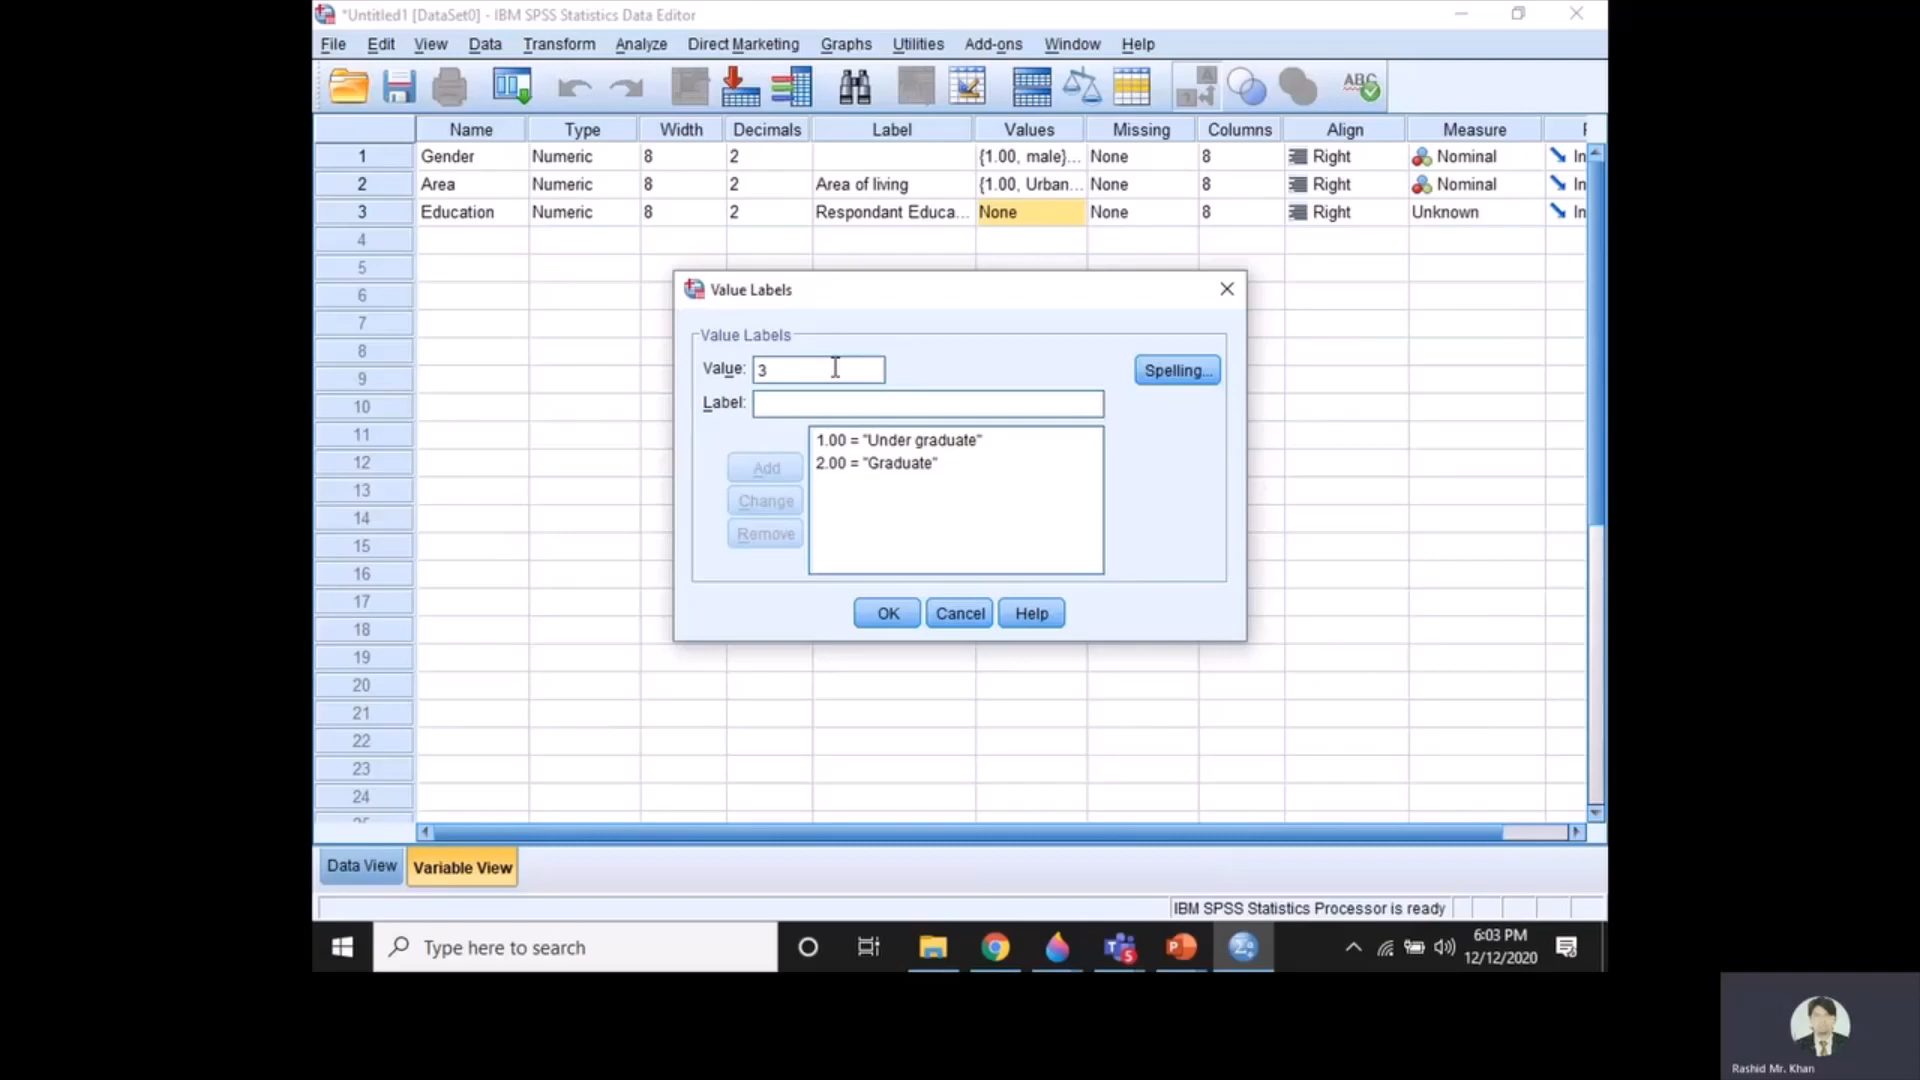 *Untitled1 [DataSet0] - IBM SPSS Statistics Data Editor
File Edit View Data Transform Analyze Direct Marketing Graphs Utilities Add-ons Window Help
ABC
Name Type Width Decimals Label Values Missing Columns Align Measure
1 Gender Numeric 8 2 {1.00, male}... None 8 Right Nominal In
2 Area Numeric 8 2 Area of living {1.00, Urban... None 8 Right Nominal In
3 Education Numeric 8 2 Respondant Educa... None None 8 Right Unknown In
4
5
6
7
8
9
10
11
12
13
14
15
16
17
18
19
20
21
22
23
24
Value Labels
Value Labels
Value: 3
Spelling...
Label:
1.00 = "Under graduate"
2.00 = "Graduate"
Add
Change
Remove
OK Cancel Help
Data View Variable View
IBM SPSS Statistics Processor is ready
Type here to search
6:03 PM
12/12/2020
Rashid Mr. Khan